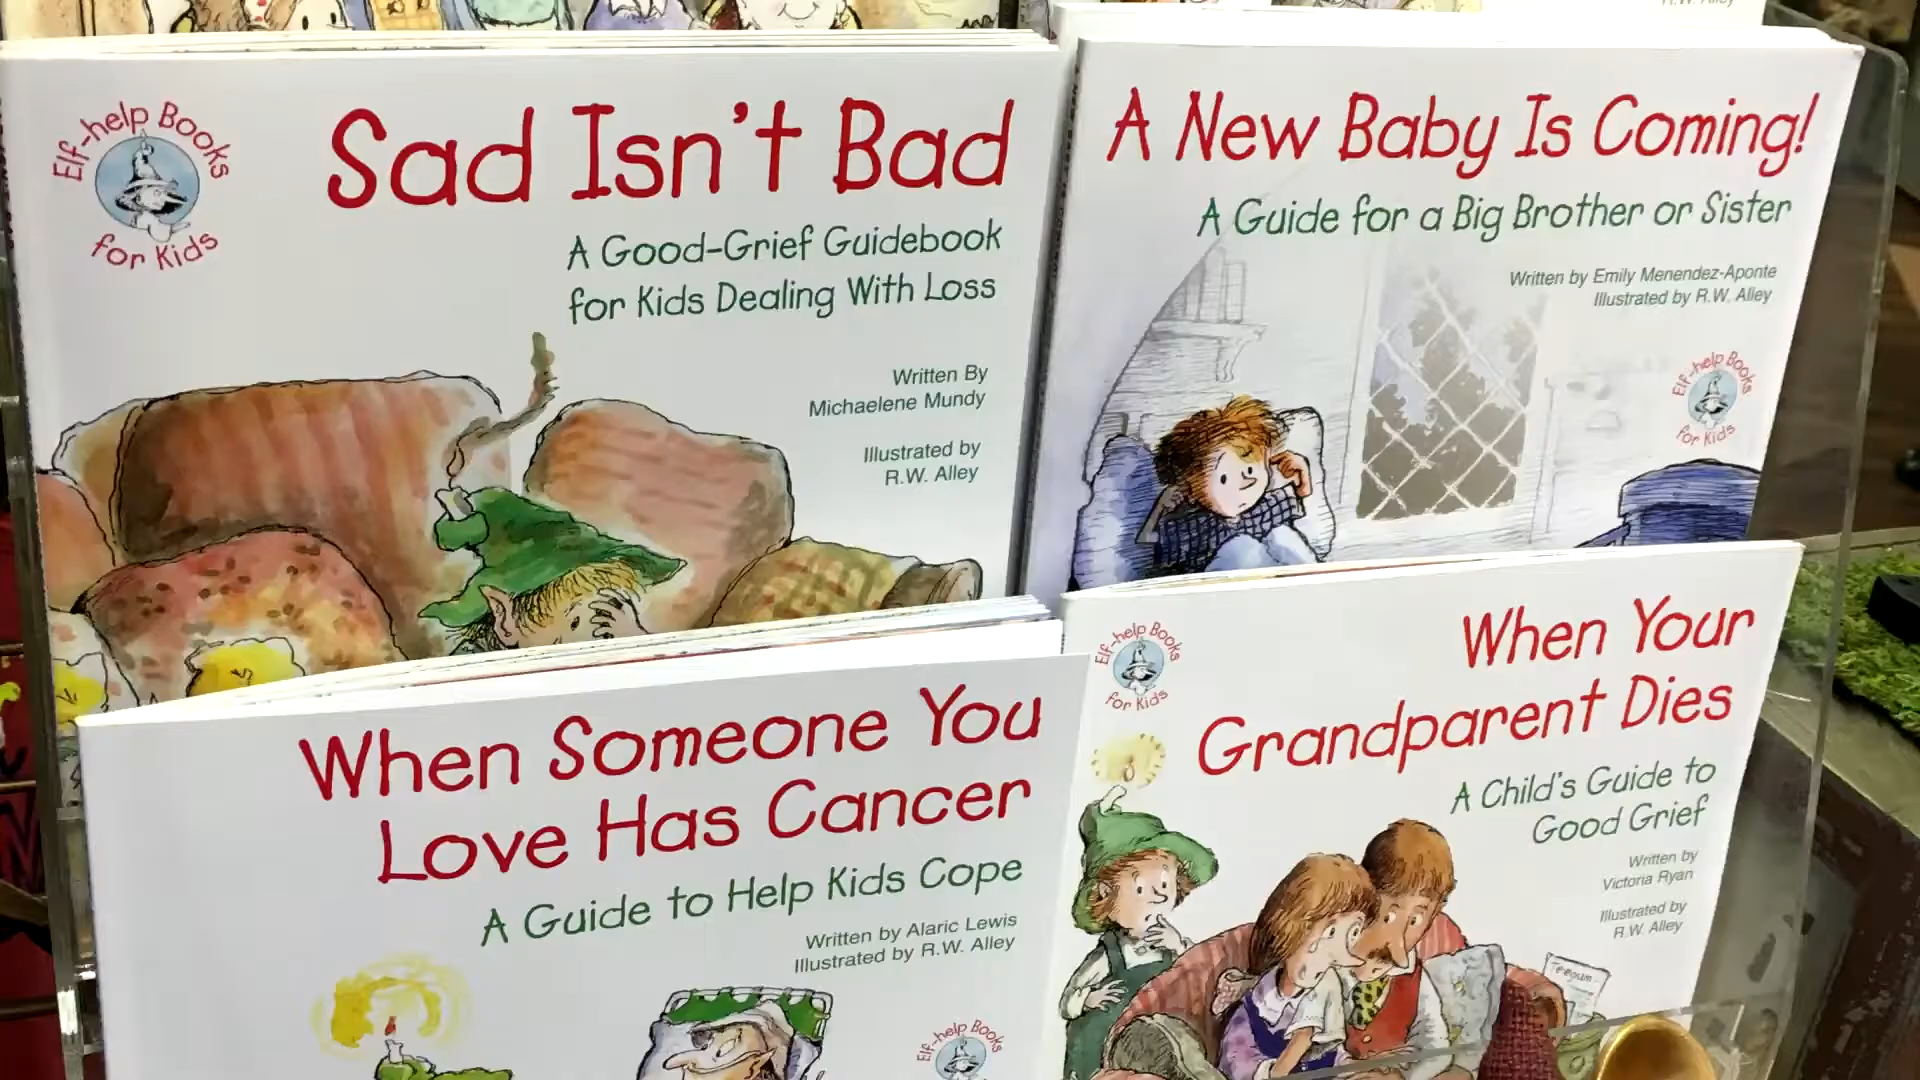 Elf-help Books
for Kids
Sad Isn't Bad
A Good-Grief Guidebook
for Kids Dealing With Loss
Written By
Michaelene Mundy
Illustrated by
R.W. Alley
R.W. Alley
A New Baby Is Coming!
A Guide for a Big Brother or Sister
Written by Emily Menendez-Aponte
Illustrated by R.W. Alley
Elf-help Books
for Kids
When Someone You
Love Has Cancer
A Guide to Help Kids Cope
Written by Alaric Lewis
Illustrated by R.W. Alley
Elf-help Books
Elf-help Books
for Kids
When Your
Grandparent Dies
A Child's Guide to
Good Grief
Written by
Victoria Ryan
Illustrated by
R.W. Alley